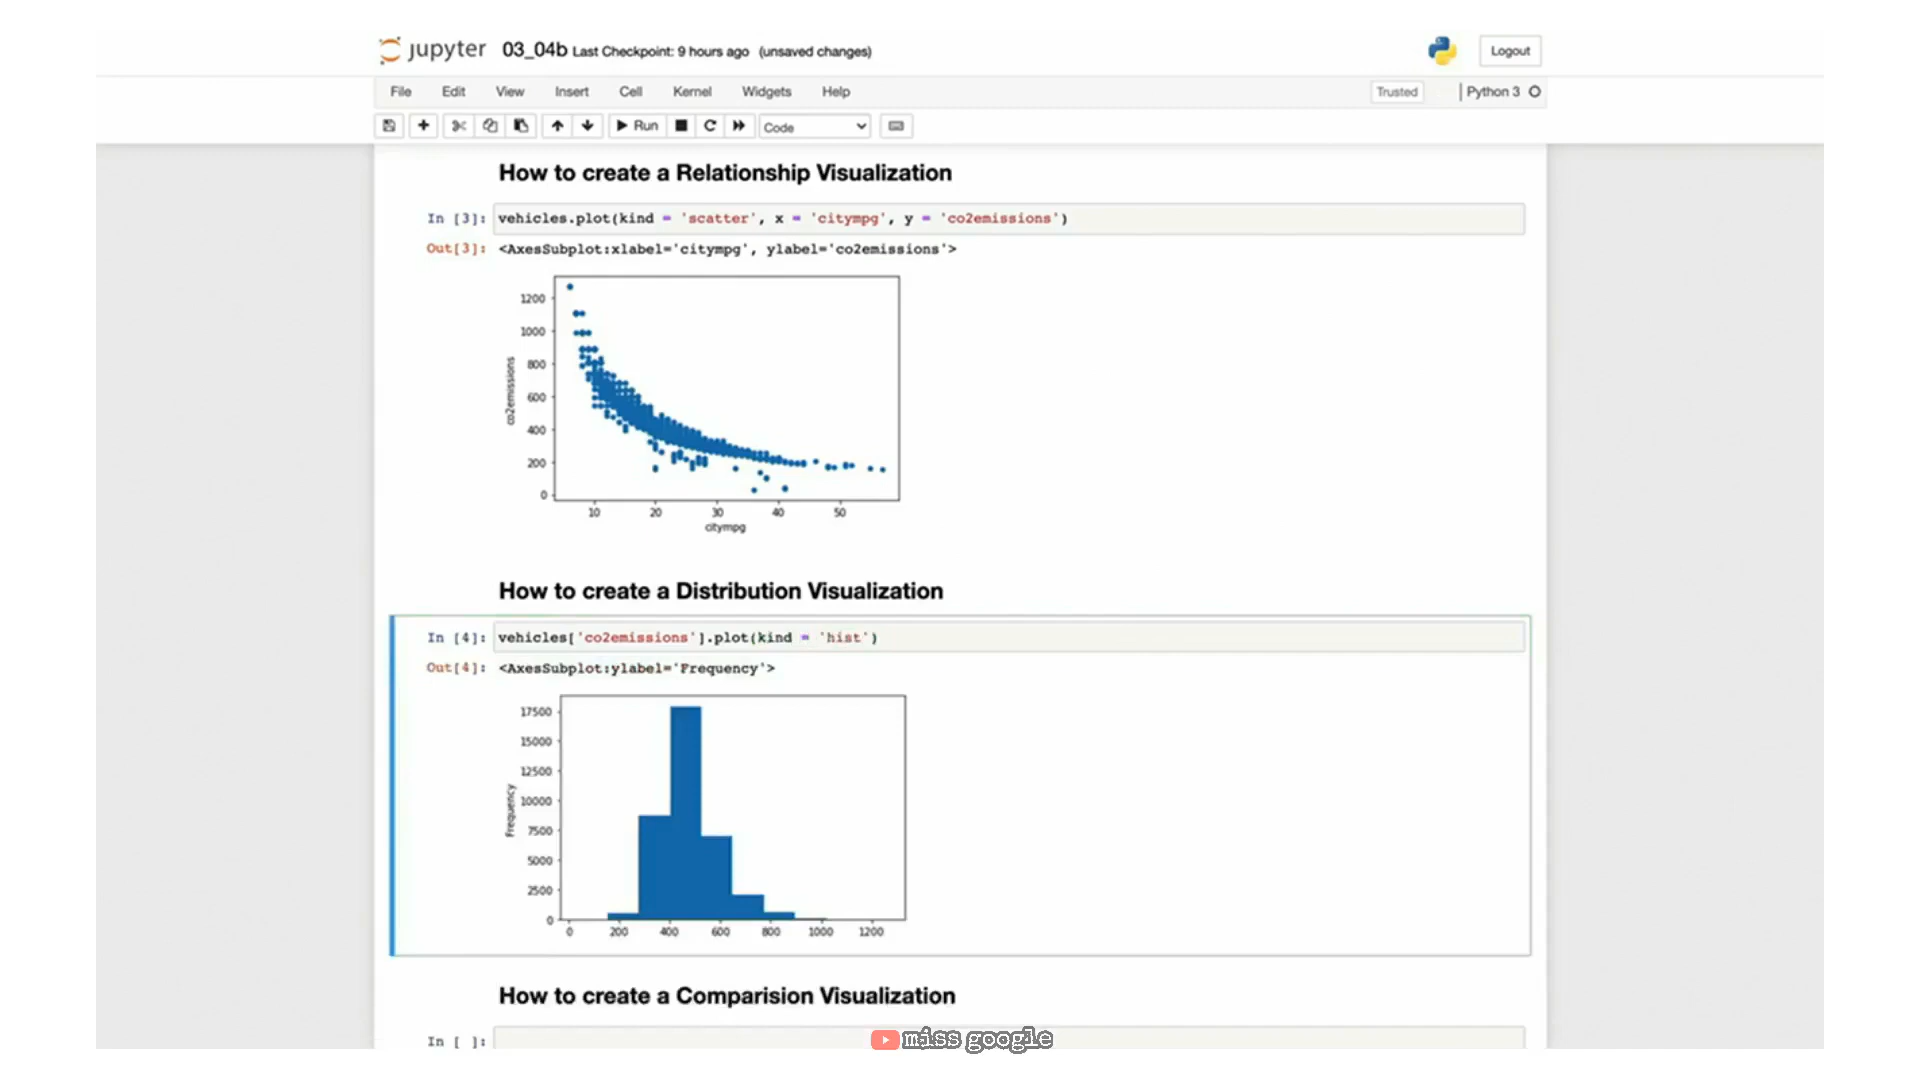 jupyter 03_04b Last Checkpoint: 9 hours ago (unsaved changes) Logout
File Edit View Insert Cell Kernel Widgets Help Trusted Python 3
Run Code
How to create a Relationship Visualization
In [3]: vehicles.plot(kind = 'scatter', x = 'citympg', y = 'co2emissions')
Out[3]: <AxesSubplot:xlabel='citympg', ylabel='co2emissions'>
1200
1000
800
600
400
200
0
co2emissions
10 20 30 40 50
citympg
How to create a Distribution Visualization
In [4]: vehicles['co2emissions'].plot(kind = 'hist')
Out[4]: <AxesSubplot:ylabel='Frequency'>
17500
15000
12500
10000
7500
5000
2500
0
Frequency
0 200 400 600 800 1000 1200
How to create a Comparision Visualization
In [ ]:
miss google